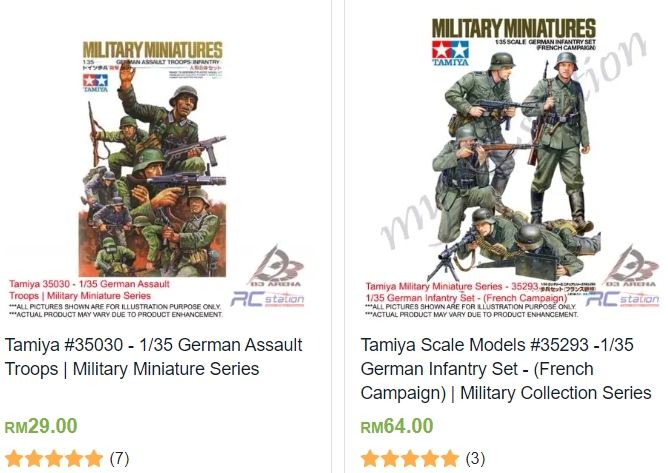 MILITARY MINIATURES
1:35 GERMAN ASSAULT TROOPS (INFANTRY)
TAMIYA
Tamiya 35030 - 1/35 German Assault
Troops | Military Miniature Series
***ALL PICTURES SHOWN ARE FOR ILLUSTRATION PURPOSE ONLY.
***ACTUAL PRODUCT MAY VARY DUE TO PRODUCT ENHANCEMENT.
D3 ARENA
RC station
Tamiya #35030 - 1/35 German Assault
Troops | Military Miniature Series
RM29.00
(7)
MILITARY MINIATURES
1:35 SCALE GERMAN INFANTRY SET
(FRENCH CAMPAIGN)
TAMIYA
Tamiya Military Miniature Series - 35293
1/35 German Infantry Set - (French Campaign)
***ALL PICTURES SHOWN ARE FOR ILLUSTRATION PURPOSE ONLY.
***ACTUAL PRODUCT MAY VARY DUE TO PRODUCT ENHANCEMENT.
D3 ARENA
RC station
Tamiya Scale Models #35293 -1/35
German Infantry Set - (French
Campaign) | Military Collection Series
RM64.00
(3)